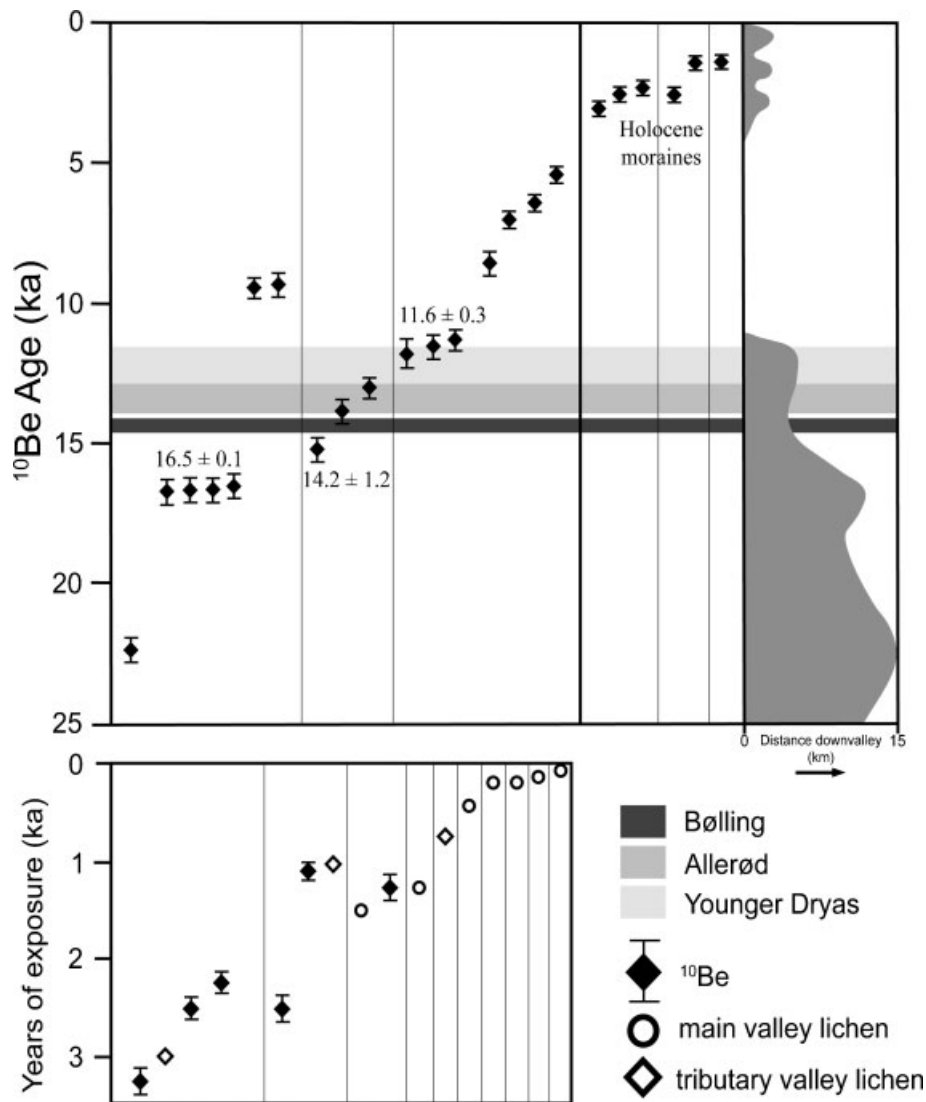 0
5
10
15
20
25
¹⁰Be Age (ka)
Holocene
moraines
11.6 ± 0.3
16.5 ± 0.1
14.2 ± 1.2
0
Distance downvalley
15
(km)
0
1
2
3
Years of exposure (ka)
Bølling
Allerød
Younger Dryas
¹⁰Be
main valley lichen
tributary valley lichen